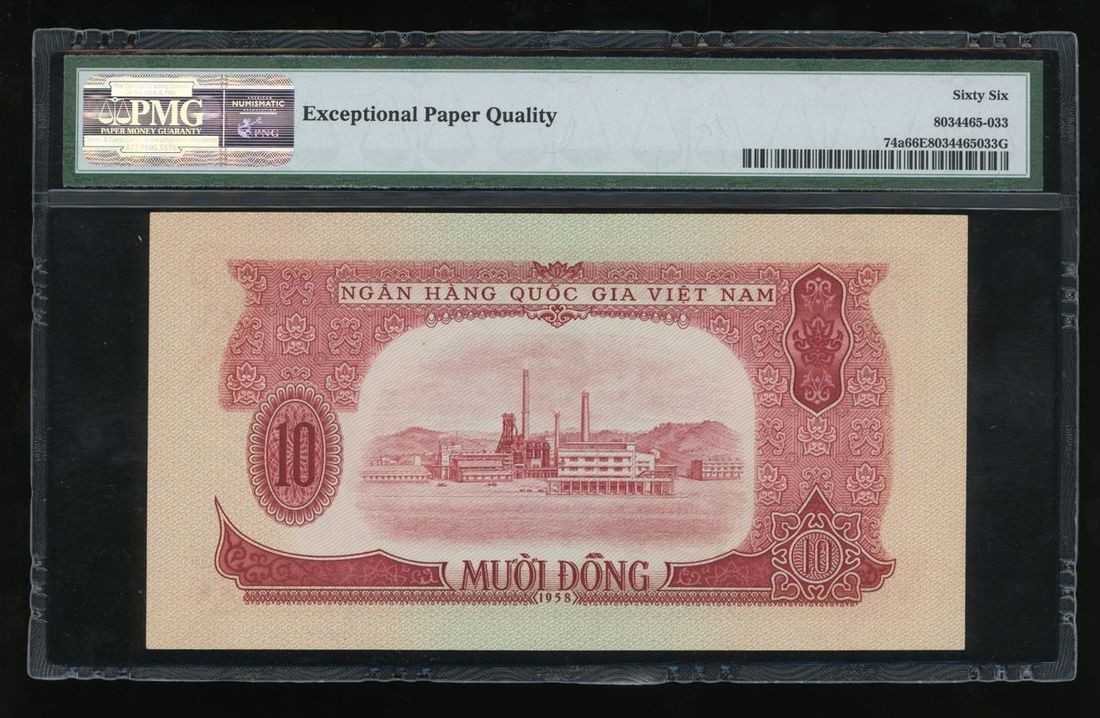 PMG
PAPER MONEY GUARANTY
NUMISMATIC
PNG
Exceptional Paper Quality
Sixty Six
8034465-033
74a66E8034465033G
NGÂN HÀNG QUỐC GIA VIỆT NAM
10
10
MƯỜI ĐỒNG
1958